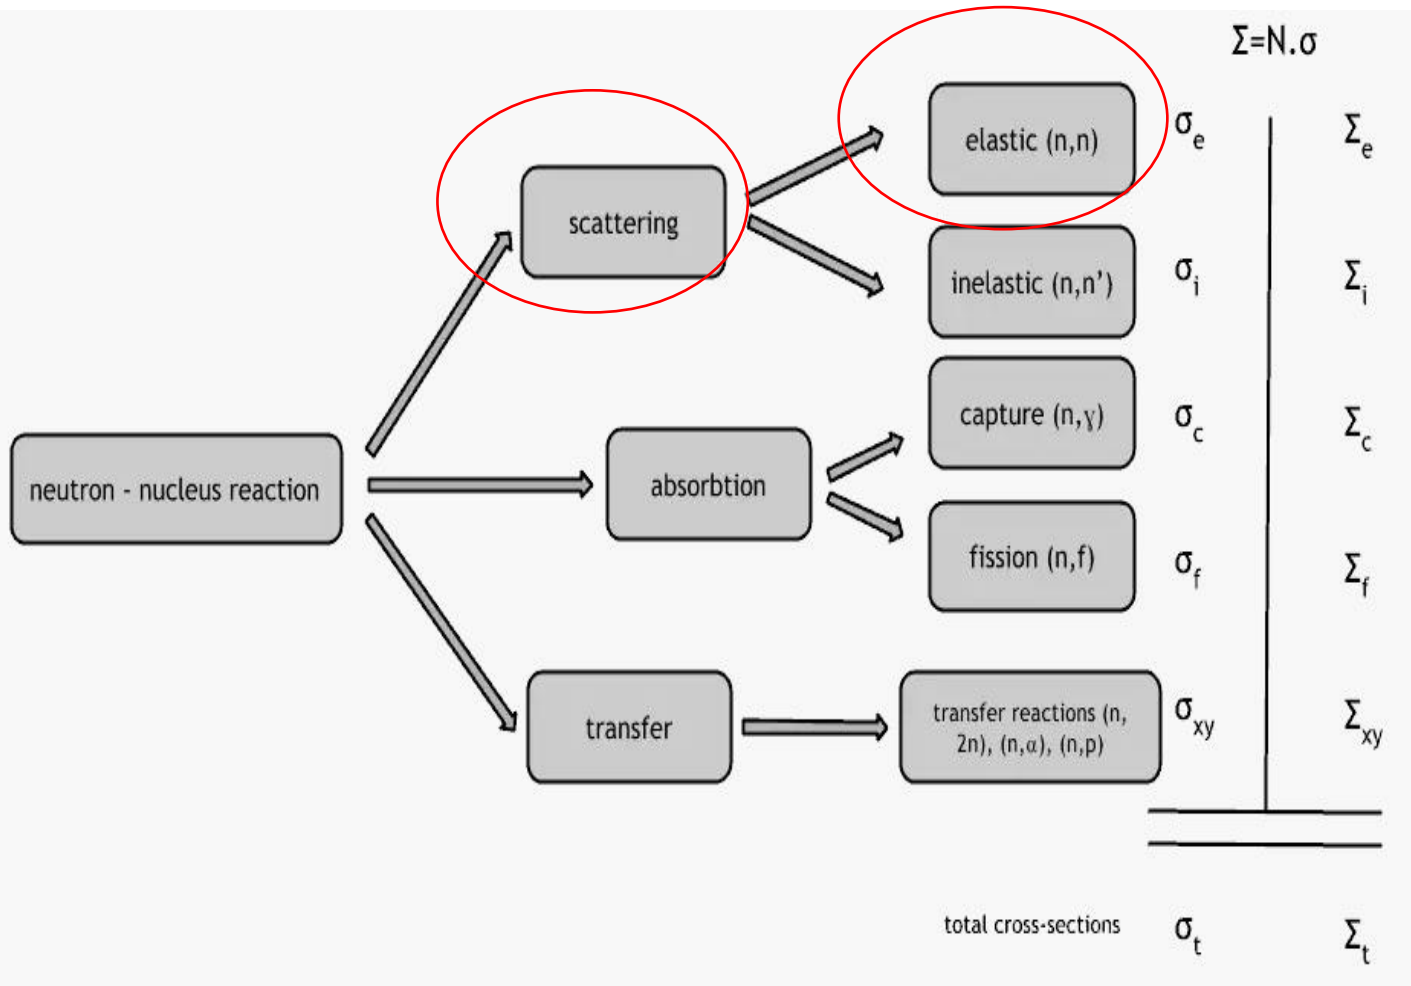 Σ=N.σ
elastic (n,n)
σe
Σe
scattering
inelastic (n,n’)
σi
Σi
capture (n,γ)
σc
Σc
neutron - nucleus reaction
absorbtion
fission (n,f)
σf
Σf
transfer
transfer reactions (n,
2n), (n,α), (n,p)
σxy
Σxy
total cross-sections
σt
Σt